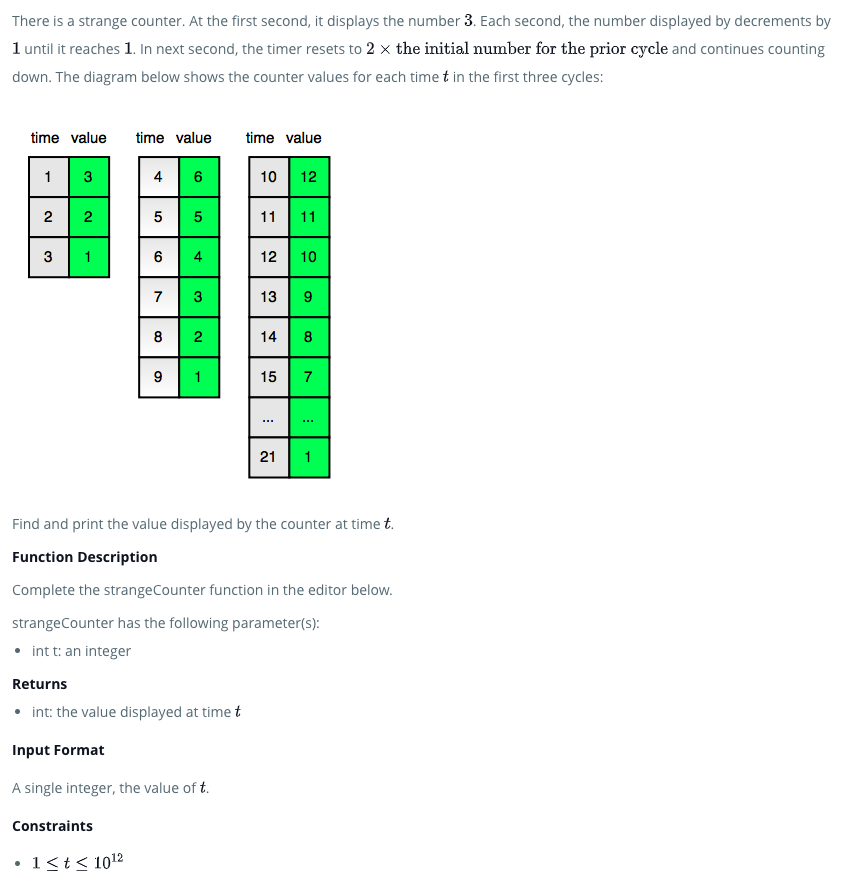 There is a strange counter. At the first second, it displays the number 3. Each second, the number displayed by decrements by
1 until it reaches 1. In next second, the timer resets to 2 × the initial number for the prior cycle and continues counting
down. The diagram below shows the counter values for each time t in the first three cycles:
time value time value time value
1 3 4 6 10 12
2 2 5 5 11 11
3 1 6 4 12 10
7 3 13 9
8 2 14 8
9 1 15 7
... ...
21 1
Find and print the value displayed by the counter at time t.
Function Description
Complete the strangeCounter function in the editor below.
strangeCounter has the following parameter(s):
• int t: an integer
Returns
• int: the value displayed at time t
Input Format
A single integer, the value of t.
Constraints
• 1 ≤ t ≤ 10¹²